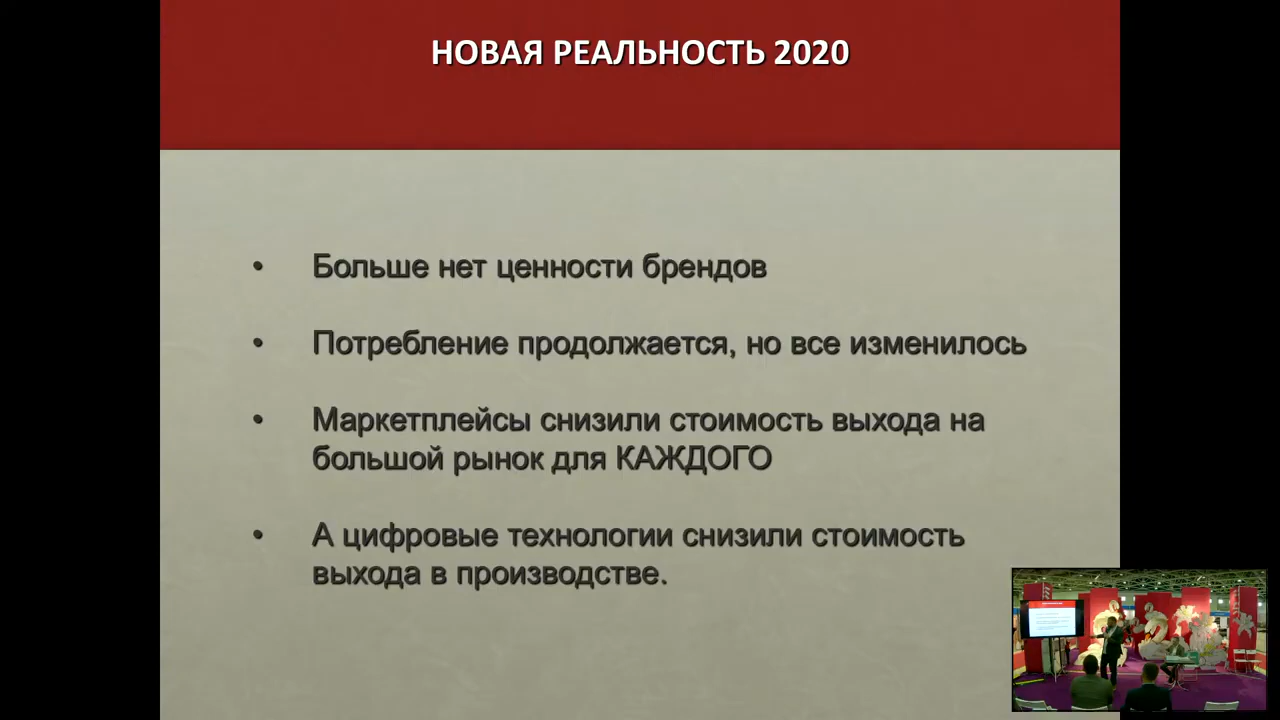 НОВАЯ РЕАЛЬНОСТЬ 2020
• Больше нет ценности брендов
• Потребление продолжается, но все изменилось
• Маркетплейсы снизили стоимость выхода на
большой рынок для КАЖДОГО
• А цифровые технологии снизили стоимость
выхода в производстве.